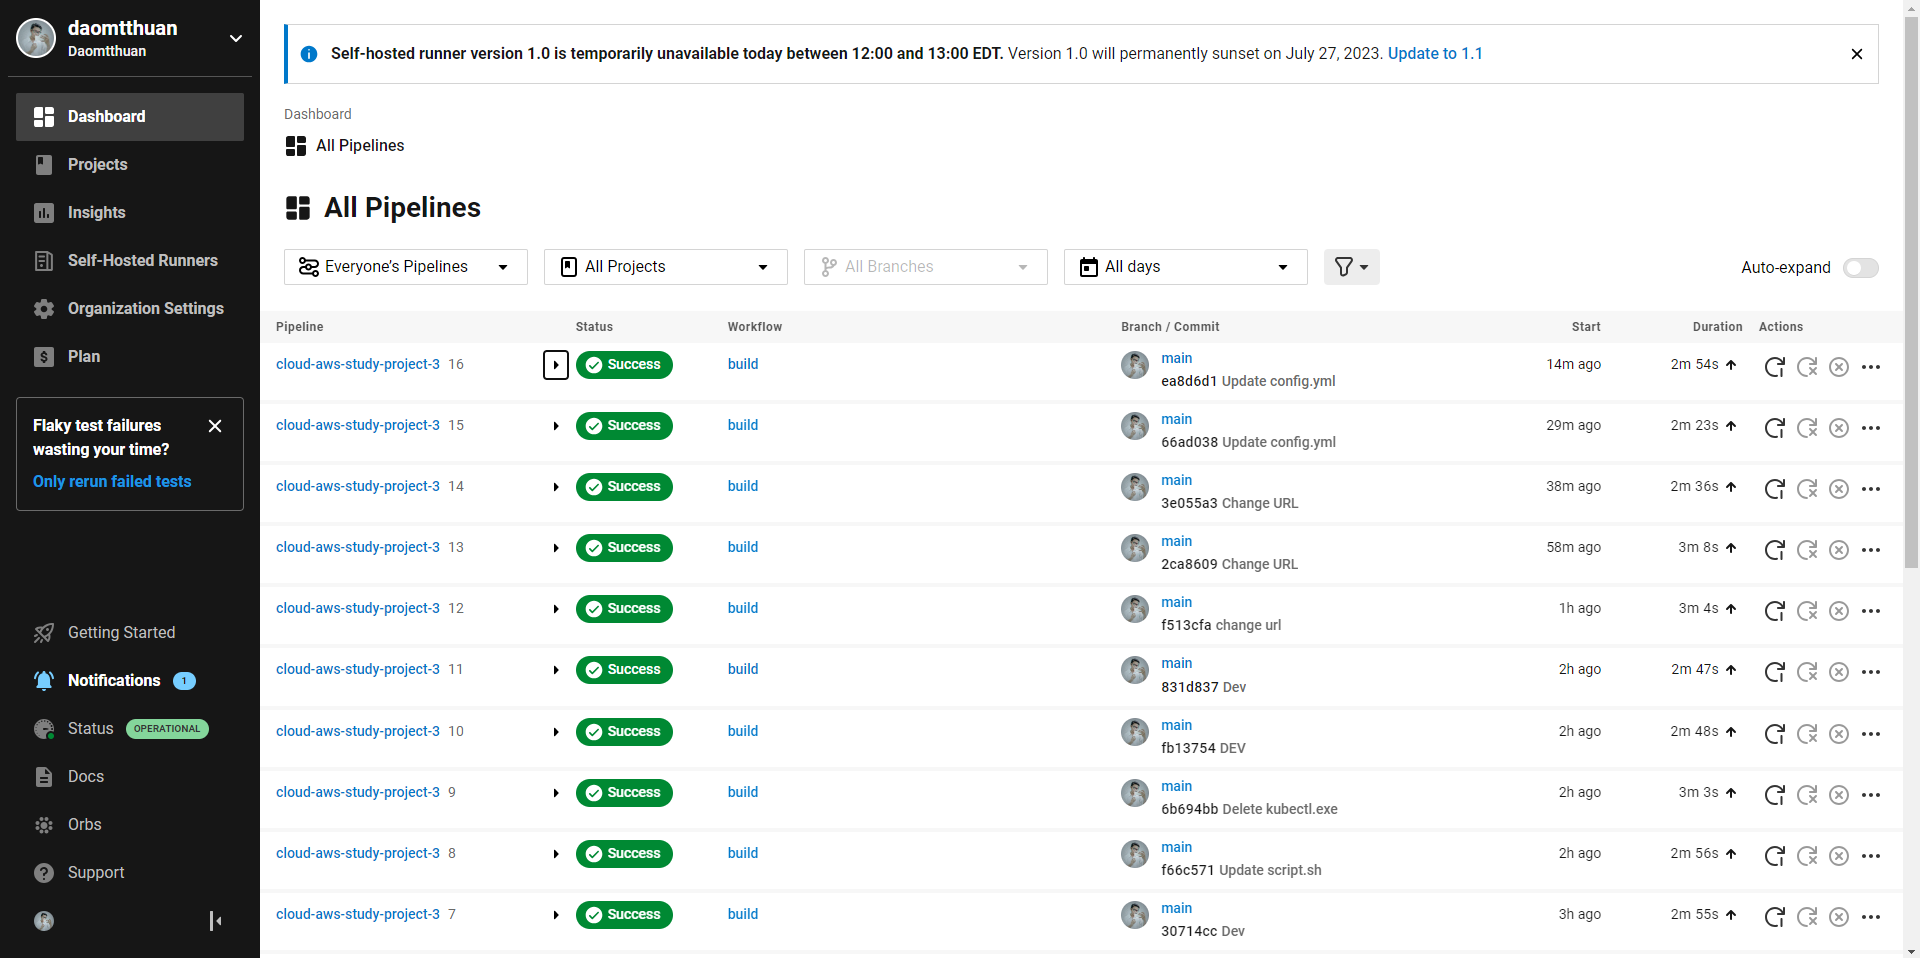 daomtthuan
Daomtthuan
Dashboard
Projects
Insights
Self-Hosted Runners
Organization Settings
Plan
Flaky test failures
wasting your time?
Only rerun failed tests
Getting Started
Notifications 1
Status OPERATIONAL
Docs
Orbs
Support
Self-hosted runner version 1.0 is temporarily unavailable today between 12:00 and 13:00 EDT. Version 1.0 will permanently sunset on July 27, 2023. Update to 1.1
Dashboard
All Pipelines
All Pipelines
Everyone's Pipelines All Projects All Branches All days Auto-expand
Pipeline Status Workflow Branch / Commit Start Duration Actions
cloud-aws-study-project-3 16 Success build main 14m ago 2m 54s
ea8d6d1 Update config.yml
cloud-aws-study-project-3 15 Success build main 29m ago 2m 23s
66ad038 Update config.yml
cloud-aws-study-project-3 14 Success build main 38m ago 2m 36s
3e055a3 Change URL
cloud-aws-study-project-3 13 Success build main 58m ago 3m 8s
2ca8609 Change URL
cloud-aws-study-project-3 12 Success build main 1h ago 3m 4s
f513cfa change url
cloud-aws-study-project-3 11 Success build main 2h ago 2m 47s
831d837 Dev
cloud-aws-study-project-3 10 Success build main 2h ago 2m 48s
fb13754 DEV
cloud-aws-study-project-3 9 Success build main 2h ago 3m 3s
6b694bb Delete kubectl.exe
cloud-aws-study-project-3 8 Success build main 2h ago 2m 56s
f66c571 Update script.sh
cloud-aws-study-project-3 7 Success build main 3h ago 2m 55s
30714cc Dev